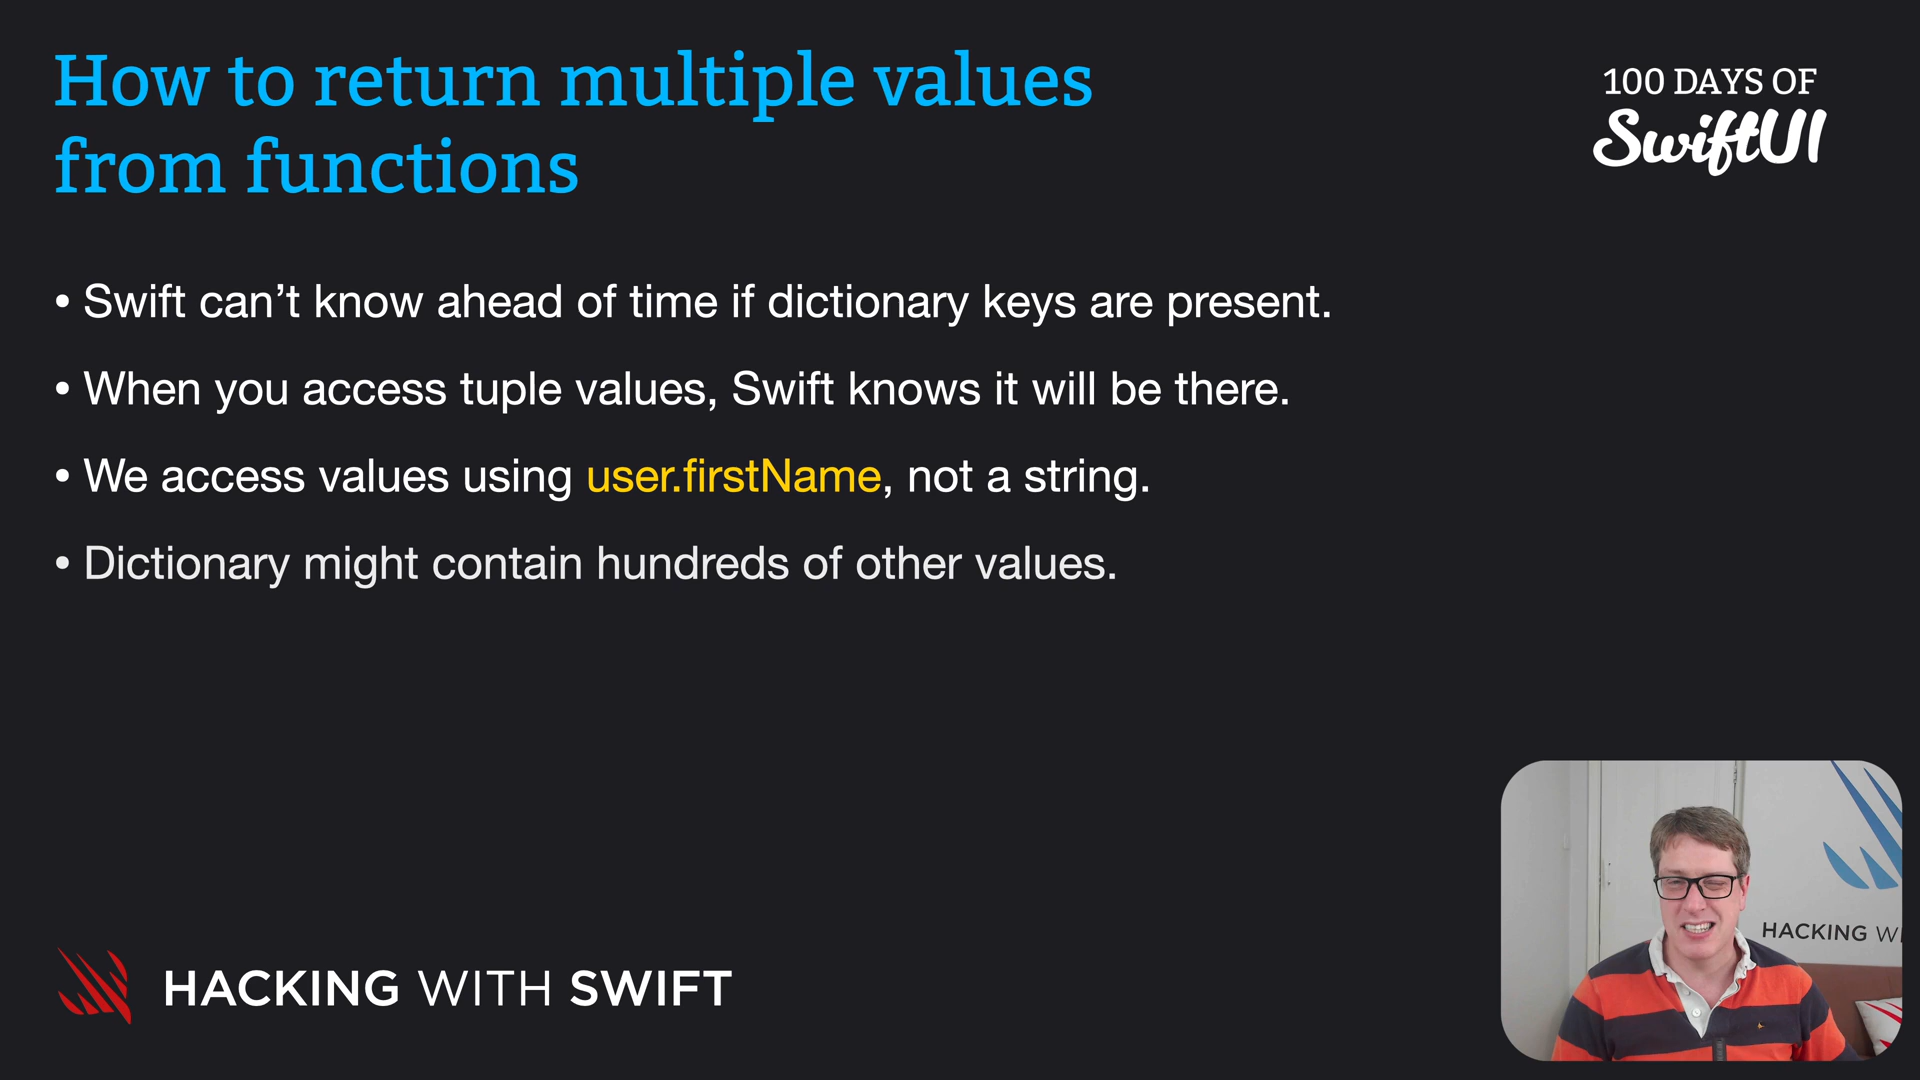 How to return multiple values
from functions
100 DAYS OF
SwiftUI
• Swift can’t know ahead of time if dictionary keys are present.
• When you access tuple values, Swift knows it will be there.
• We access values using user.firstName, not a string.
• Dictionary might contain hundreds of other values.
HACKING WITH SWIFT
HACKING WI